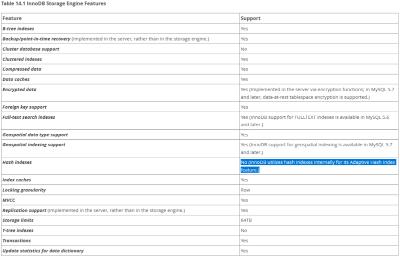 Table 14.1 InnoDB Storage Engine Features
Feature Support
B-tree indexes Yes
Backup/point-in-time recovery (Implemented in the server, rather than in the storage engine.) Yes
Cluster database support No
Clustered indexes Yes
Compressed data Yes
Data caches Yes
Encrypted data Yes (Implemented in the server via encryption functions; In MySQL 5.7
and later, data-at-rest tablespace encryption is supported.)
Foreign key support Yes
Full-text search indexes Yes (InnoDB support for FULLTEXT indexes is available in MySQL 5.6
and later.)
Geospatial data type support Yes
Geospatial indexing support Yes (InnoDB support for geospatial indexing is available in MySQL 5.7
and later.)
Hash indexes No (InnoDB utilizes hash indexes internally for its Adaptive Hash Index
feature.)
Index caches Yes
Locking granularity Row
MVCC Yes
Replication support (Implemented in the server, rather than in the storage engine.) Yes
Storage limits 64TB
T-tree indexes No
Transactions Yes
Update statistics for data dictionary Yes